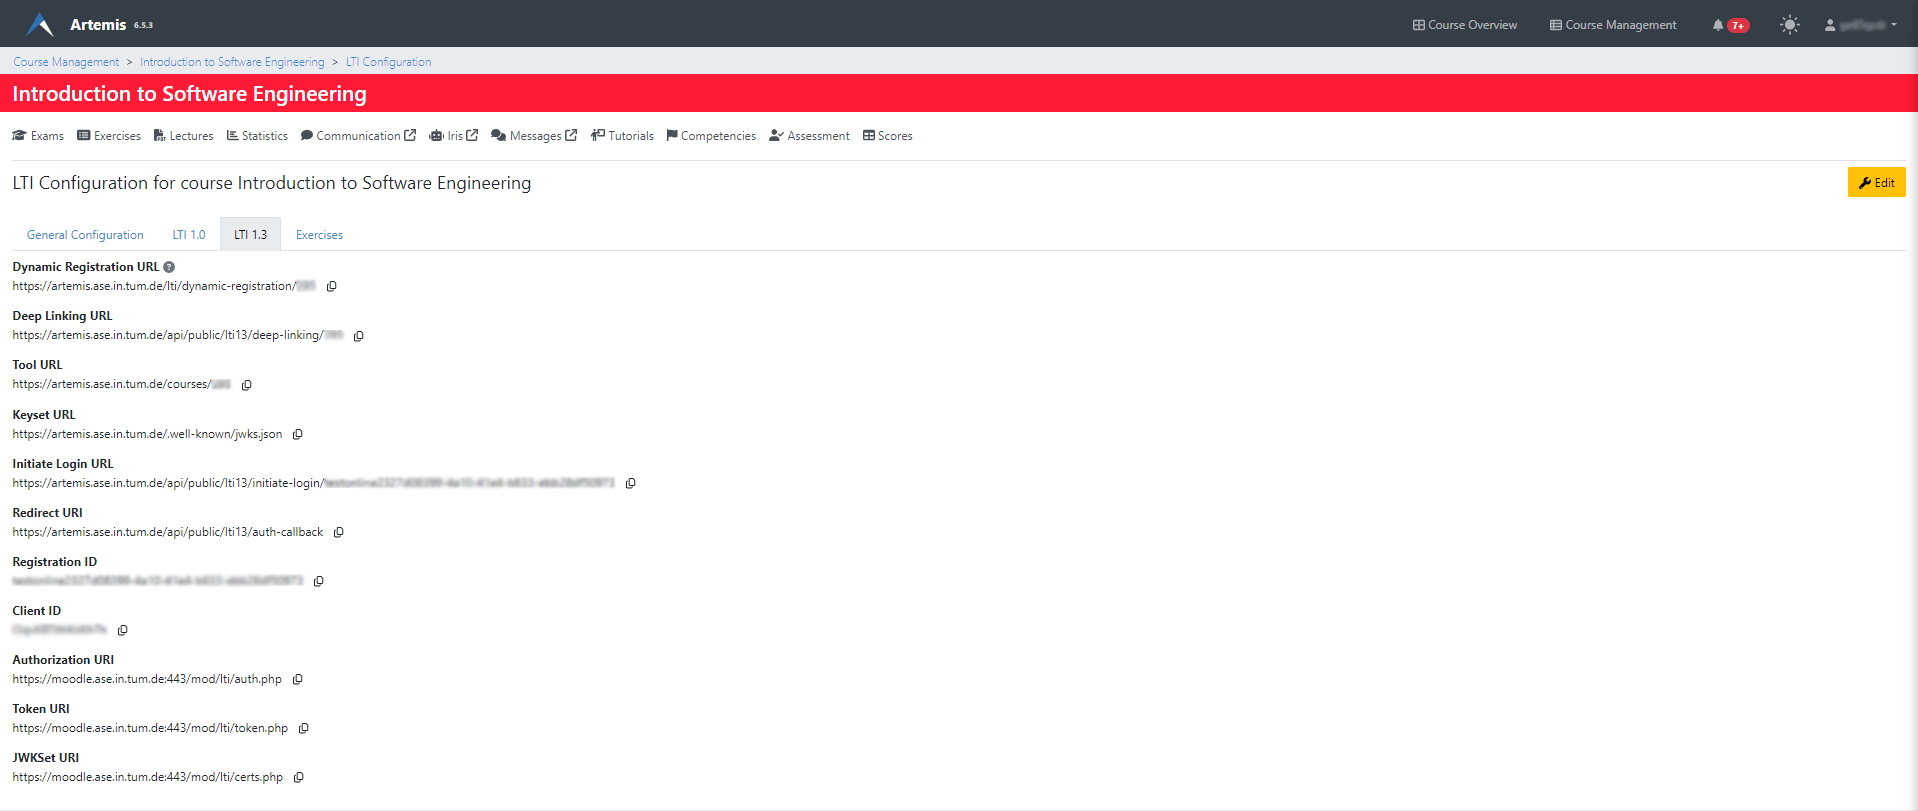 Artemis 6.5.3 Course Overview Course Management 7+
Course Management > Introduction to Software Engineering > LTI Configuration
Introduction to Software Engineering
Exams Exercises Lectures Statistics Communication Iris Messages Tutorials Competencies Assessment Scores
LTI Configuration for course Introduction to Software Engineering Edit
General Configuration LTI 1.0 LTI 1.3 Exercises
Dynamic Registration URL ?
https://artemis.ase.in.tum.de/lti/dynamic-registration/
Deep Linking URL
https://artemis.ase.in.tum.de/api/public/lti13/deep-linking/
Tool URL
https://artemis.ase.in.tum.de/courses/
Keyset URL
https://artemis.ase.in.tum.de/.well-known/jwks.json
Initiate Login URL
https://artemis.ase.in.tum.de/api/public/lti13/initiate-login/
Redirect URI
https://artemis.ase.in.tum.de/api/public/lti13/auth-callback
Registration ID
Client ID
Authorization URI
https://moodle.ase.in.tum.de:443/mod/lti/auth.php
Token URI
https://moodle.ase.in.tum.de:443/mod/lti/token.php
JWKSet URI
https://moodle.ase.in.tum.de:443/mod/lti/certs.php